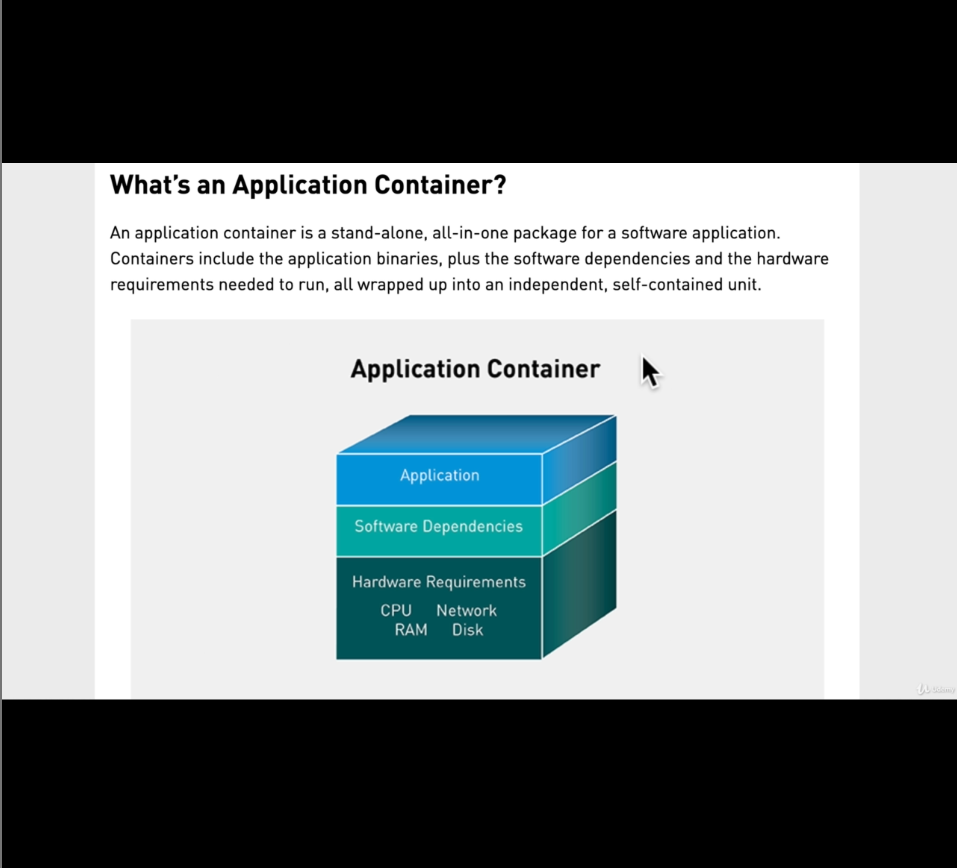 What's an Application Container?
An application container is a stand-alone, all-in-one package for a software application.
Containers include the application binaries, plus the software dependencies and the hardware
requirements needed to run, all wrapped up into an independent, self-contained unit.
Application Container
Application
Software Dependencies
Hardware Requirements
CPU Network
RAM Disk
Udemy